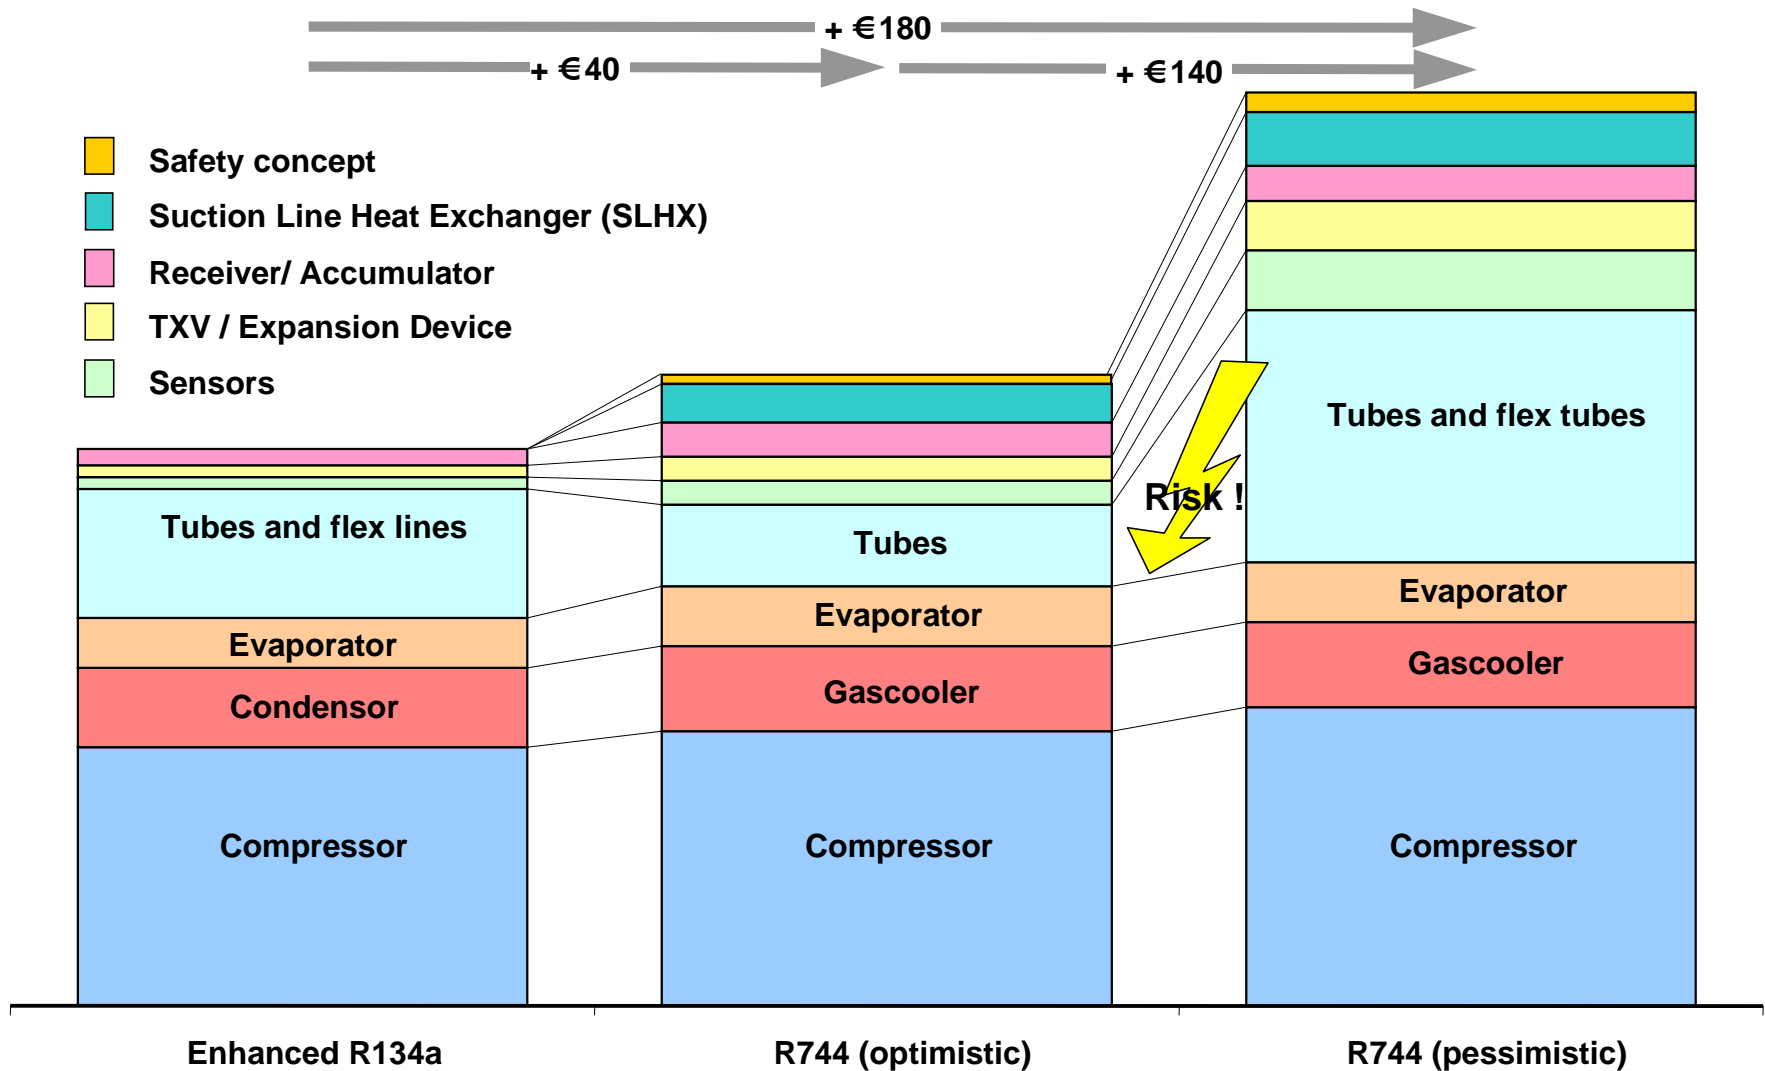 + €180
+ €40
+ €140
Safety concept
Suction Line Heat Exchanger (SLHX)
Receiver/ Accumulator
TXV / Expansion Device
Sensors
Tubes and flex lines
Evaporator
Condensor
Compressor
Tubes
Evaporator
Gascooler
Compressor
Risk !
Tubes and flex tubes
Evaporator
Gascooler
Compressor
Enhanced R134a
R744 (optimistic)
R744 (pessimistic)